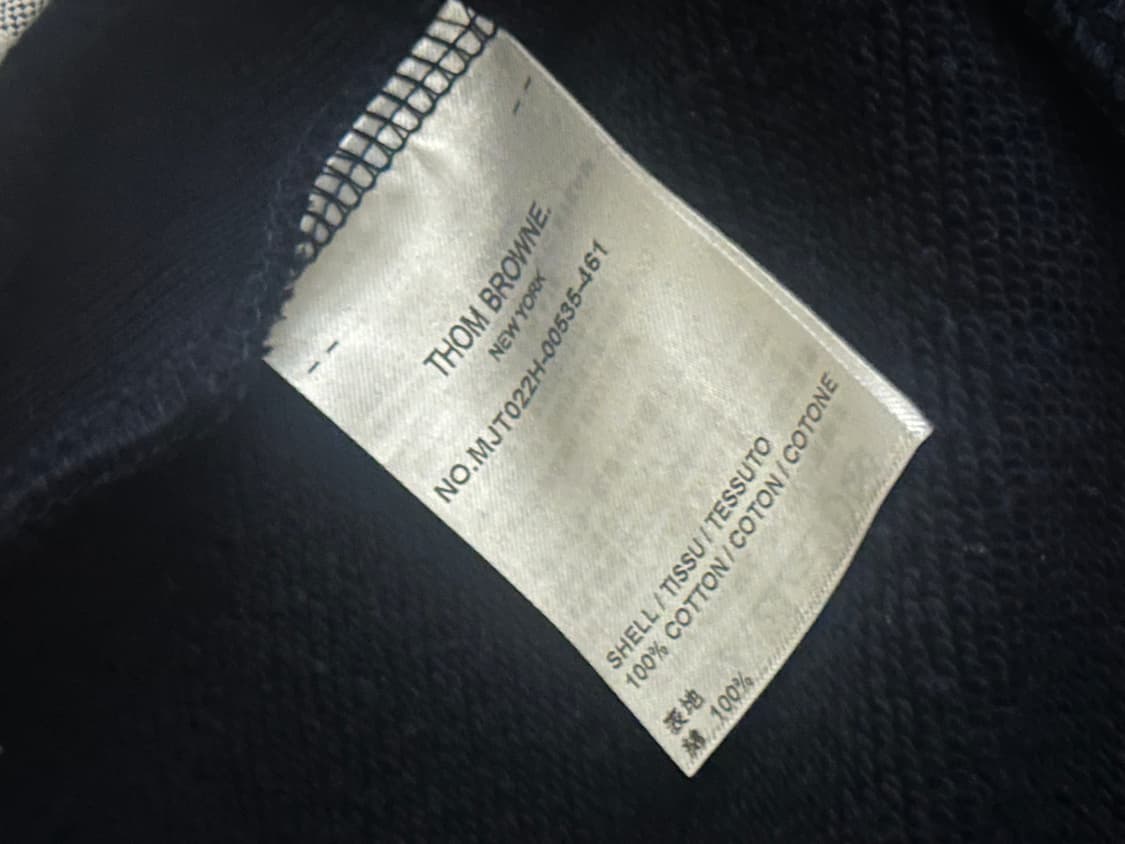 THOM BROWNE.
NEW YORK
NO.MJT022H-00535-461
SHELL / TISSU / TESSUTO
100% COTTON / COTON / COTONE
表地
綿 100%